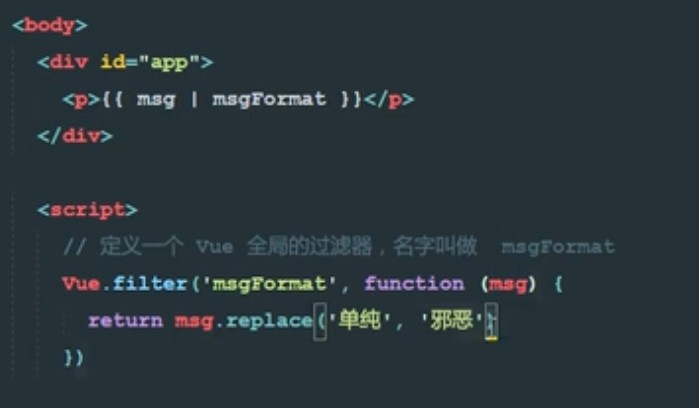 <body>
<div id="app">
<p>{{ msg | msgFormat }}</p>
</div>
<script>
// 定义一个 Vue 全局的过滤器，名字叫做  msgFormat
Vue.filter('msgFormat', function (msg) {
return msg.replace('单纯', '邪恶')
})